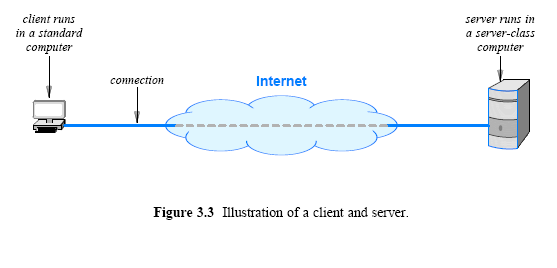 client runs
in a standard
computer
server runs in
a server-class
computer
connection
Internet
Figure 3.3 Illustration of a client and server.